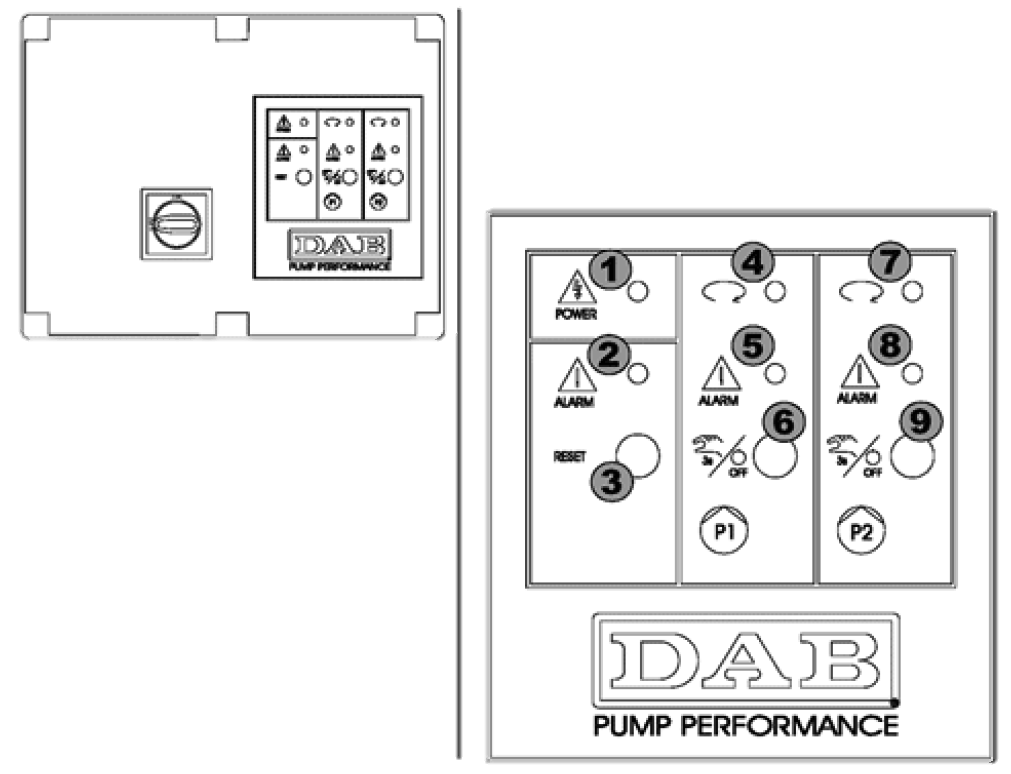 DAB
PUMP PERFORMANCE
1
POWER
2
ALARM
RESET
3
4
5
ALARM
6
3s
OFF
P1
7
8
ALARM
9
3s
OFF
P2
DAB
PUMP PERFORMANCE